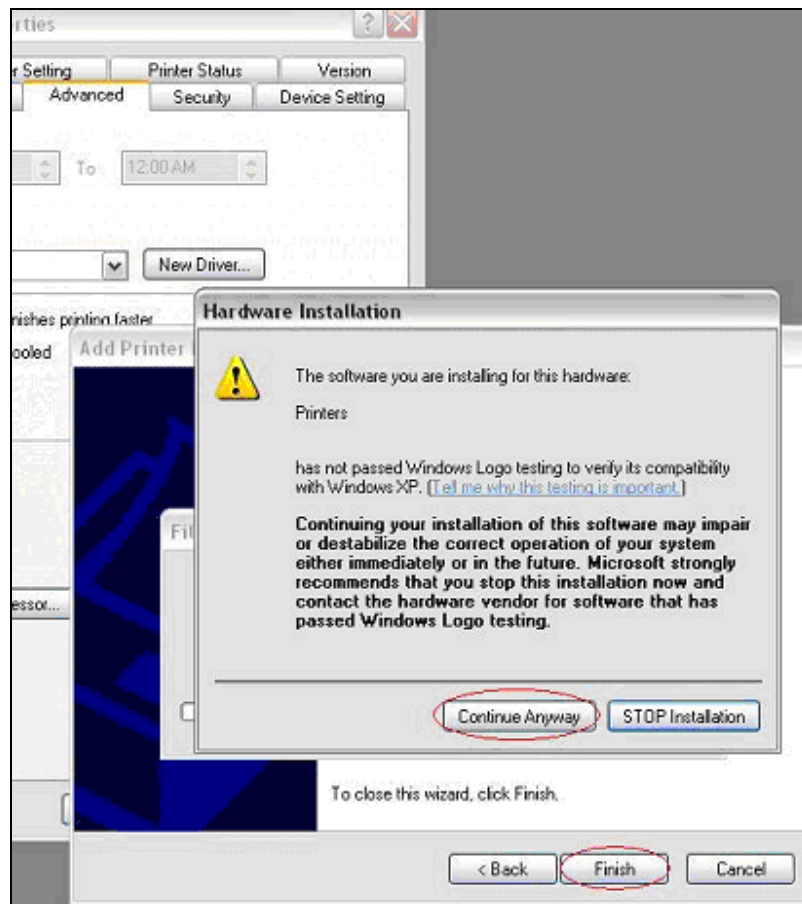 rties
r Setting
Printer Status
Version
Advanced
Security
Device Setting
To
12:00 AM
New Driver...
nishes printing faster
ooled
Add Printer
Hardware Installation
The software you are installing for this hardware:
Printers
has not passed Windows Logo testing to verify its compatibility
with Windows XP. (Tell me why this testing is important.)
Continuing your installation of this software may impair
or destabilize the correct operation of your system
either immediately or in the future. Microsoft strongly
recommends that you stop this installation now and
contact the hardware vendor for software that has
passed Windows Logo testing.
Fil
essor...
Continue Anyway
STOP Installation
To close this wizard, click Finish.
< Back
Finish
Cancel